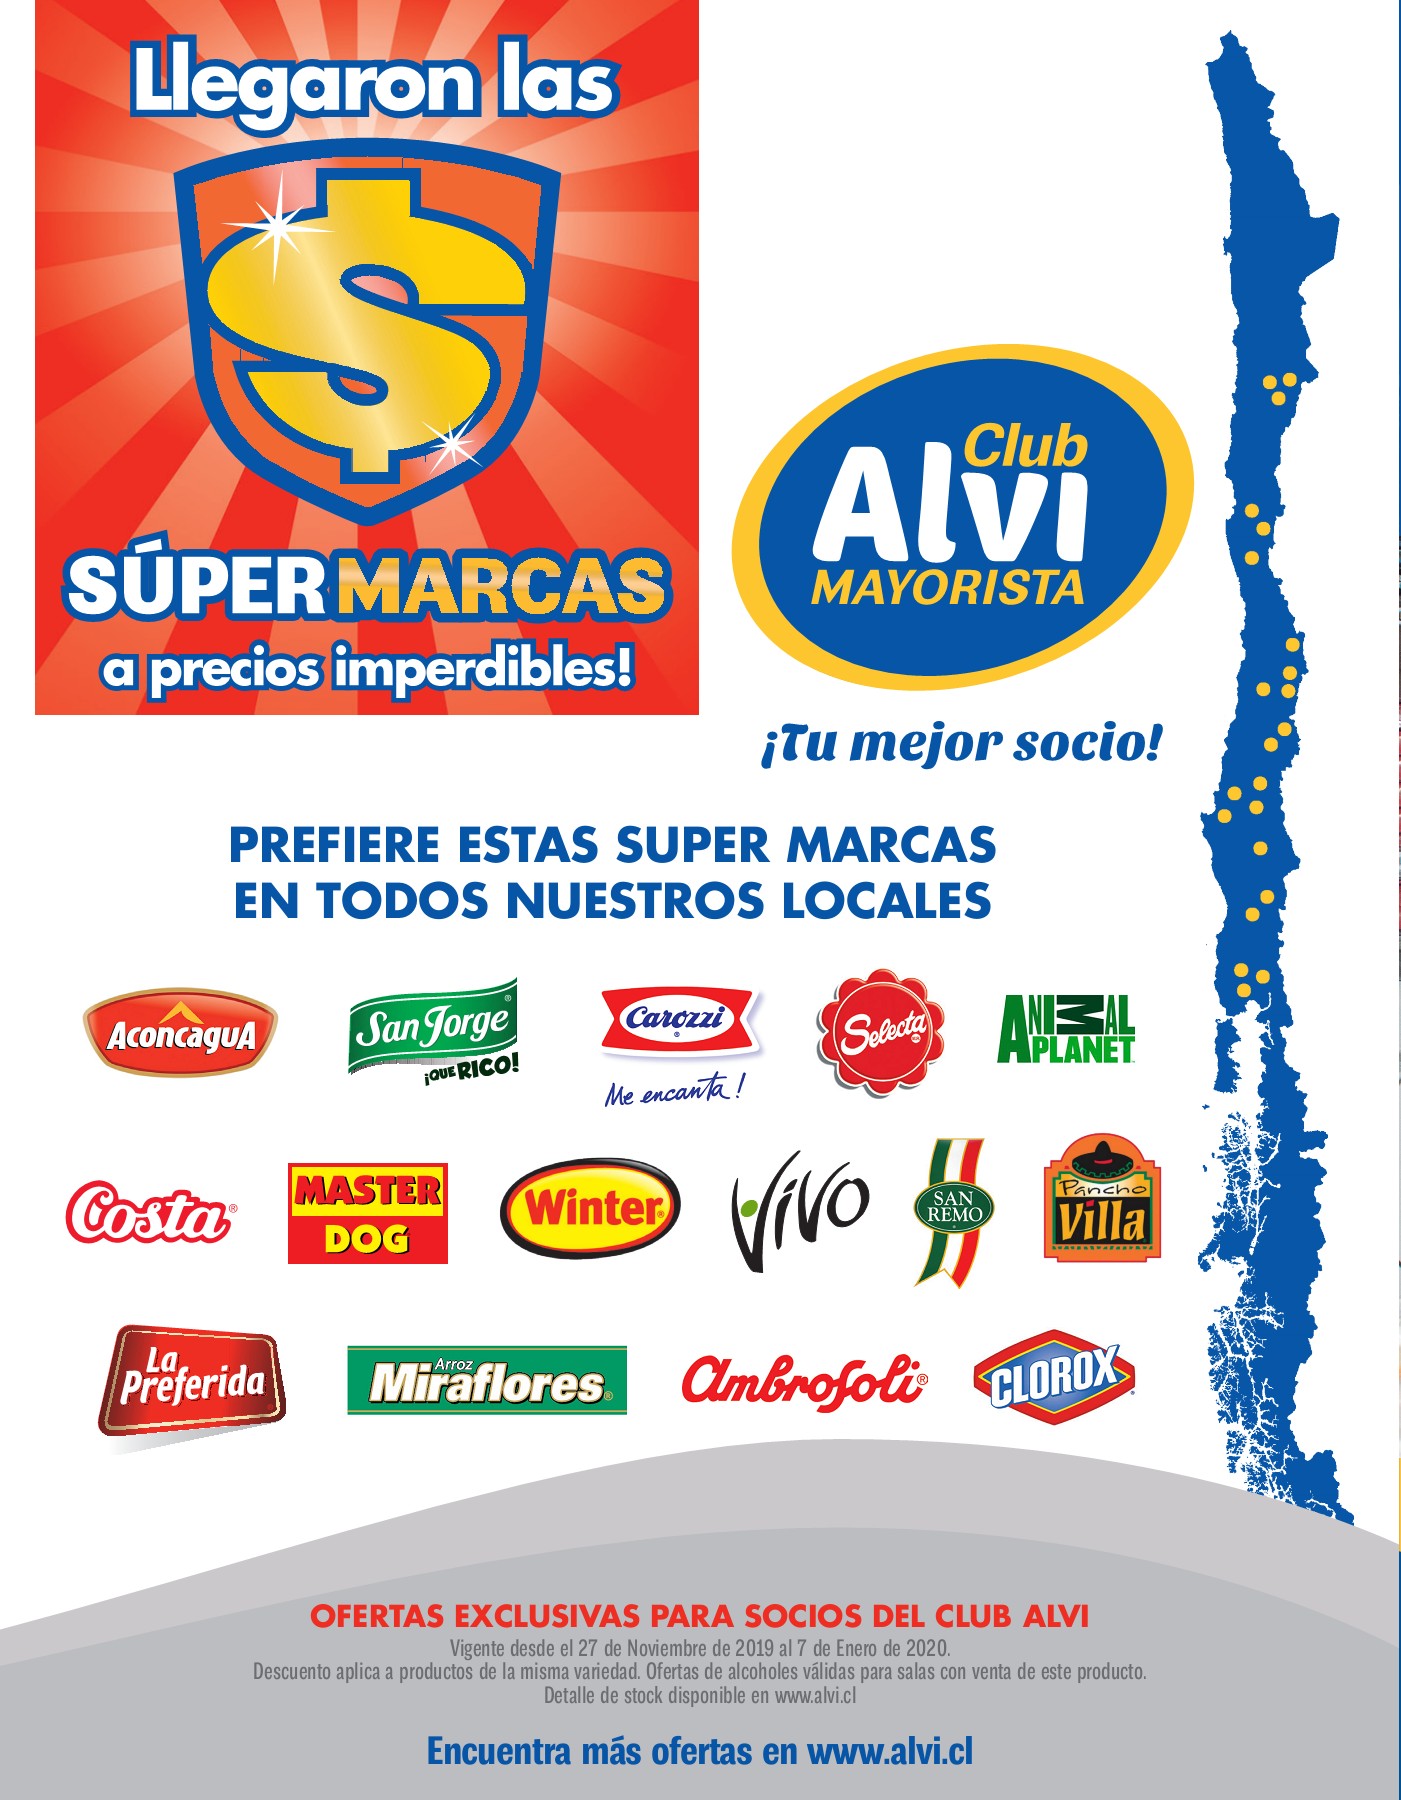 Llegaron las
SÚPER MARCAS
a precios imperdibles!
Club
Alvi
MAYORISTA
¡Tu mejor socio!
PREFIERE ESTAS SUPER MARCAS
EN TODOS NUESTROS LOCALES
ACONCAGUA
San Jorge®
¡QUE RICO!
Carozzi
®
Me encanta!
Selecta
ANIMAL
PLANET
Costa®
MASTER
DOG
Winter®
ViVO
SAN
REMO
Pancho
Villa
La
Preferida
Arroz
Miraflores®
Ambrosoli®
CLOROX
OFERTAS EXCLUSIVAS PARA SOCIOS DEL CLUB ALVI
Vigente desde el 27 de Noviembre de 2019 al 7 de Enero de 2020.
Descuento aplica a productos de la misma variedad. Ofertas de alcoholes válidas para salas con venta de este producto.
Detalle de stock disponible en www.alvi.cl
Encuentra más ofertas en www.alvi.cl